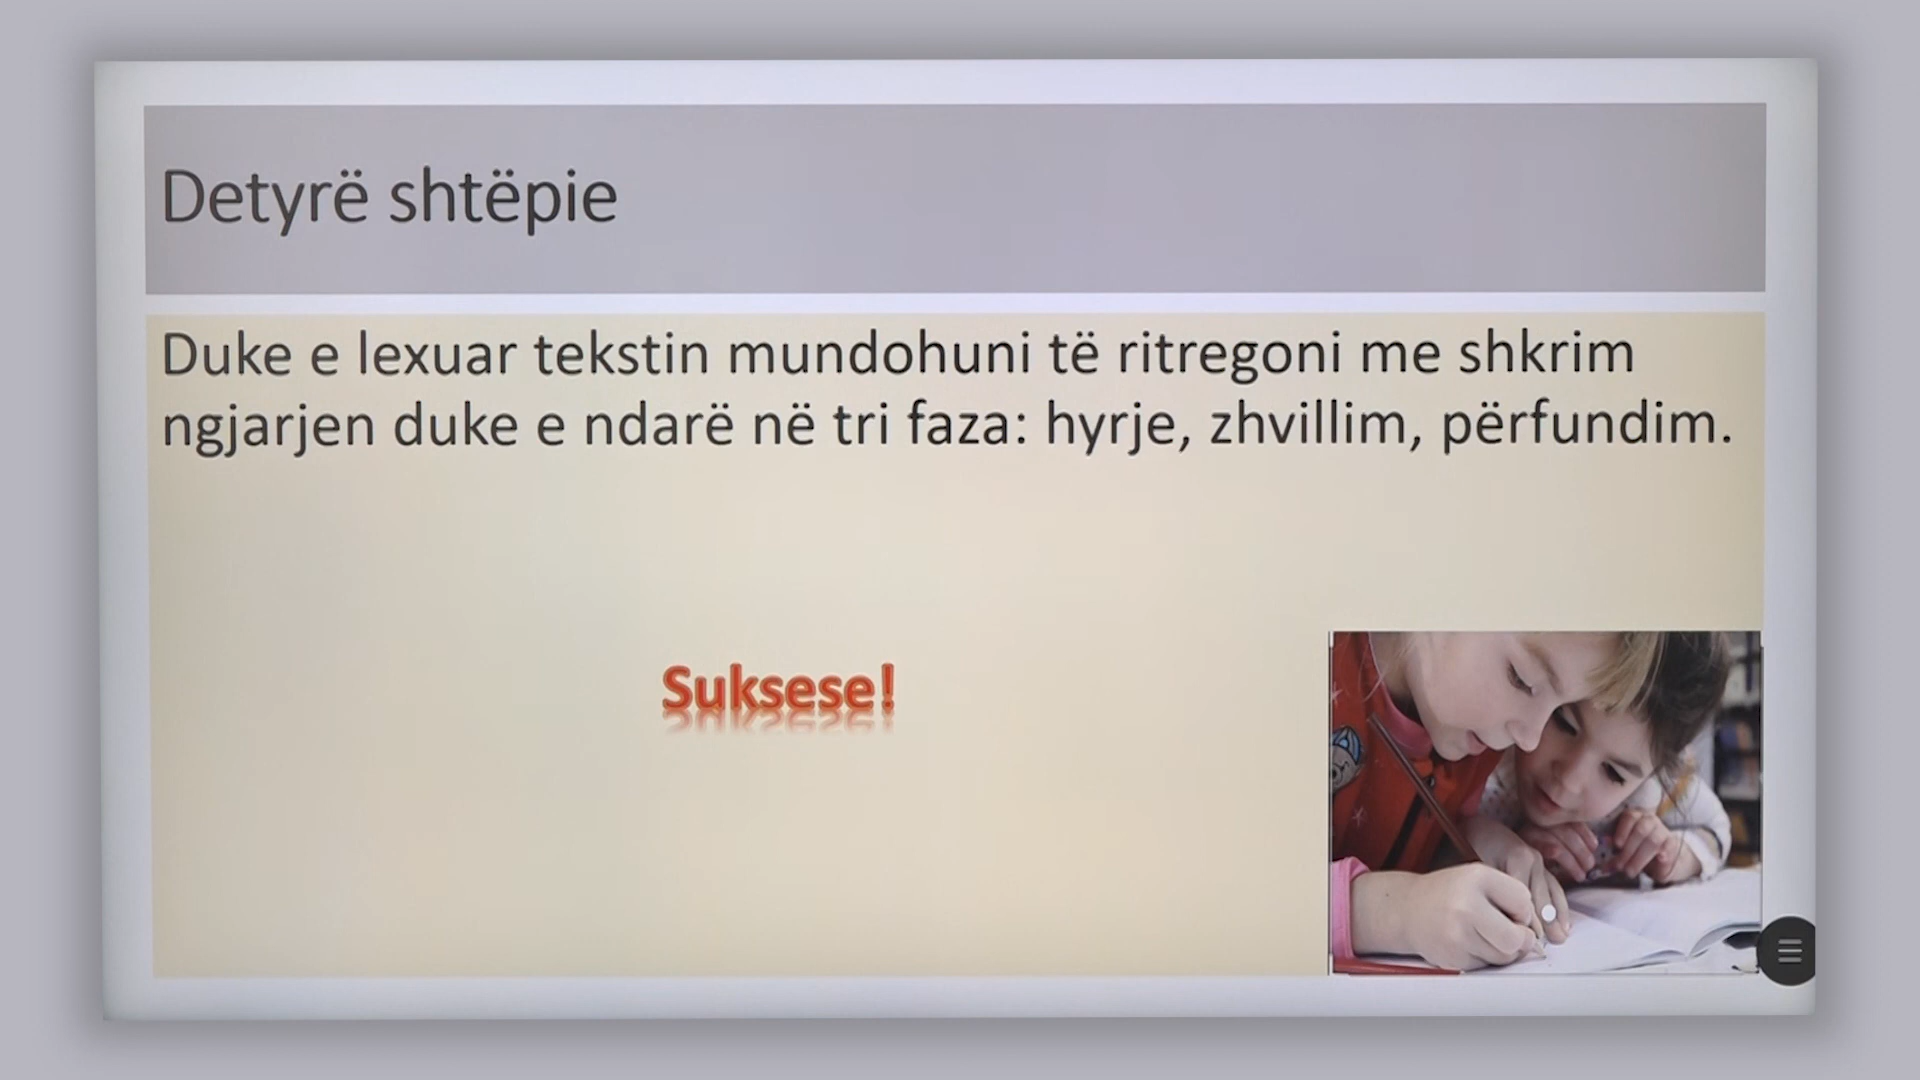 Detyrë shtëpie
Duke e lexuar tekstin mundohuni të ritregoni me shkrim
ngjarjen duke e ndarë në tri faza: hyrje, zhvillim, përfundim.
Suksese!